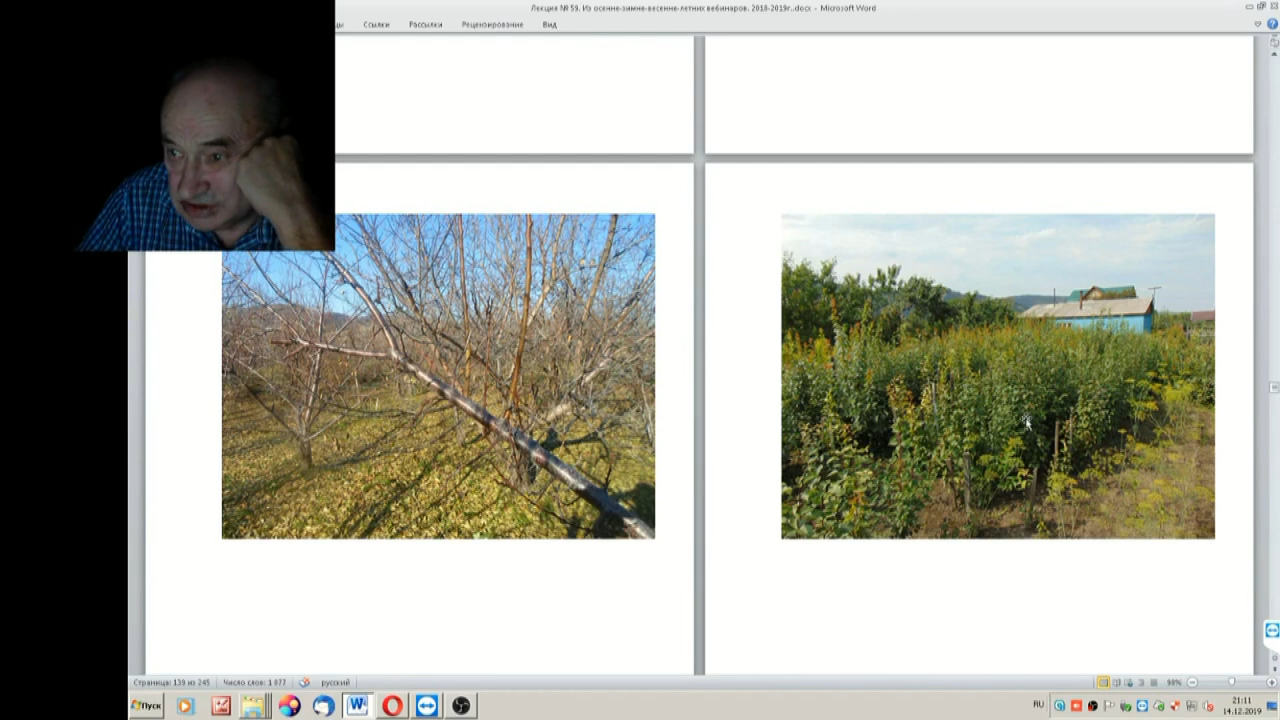 Лекция № 59. Из осенне-зимне-весенне-летних вебинаров. 2018-2019г..docx - Microsoft Word
Ссылки Рассылки Рецензирование Вид
Страница: 139 из 245 Число слов: 1 077 русский 98%
Пуск RU 21:11
14.12.2019